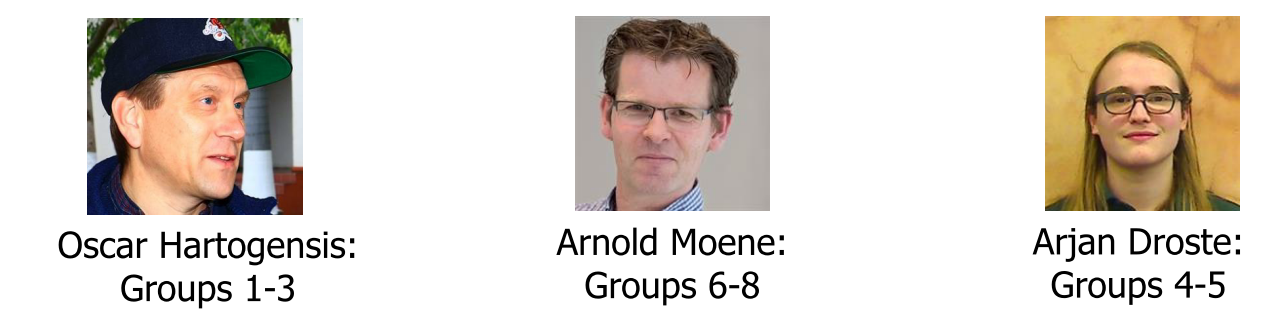 Oscar Hartogensis:
Groups 1-3
Arnold Moene:
Groups 6-8
Arjan Droste:
Groups 4-5